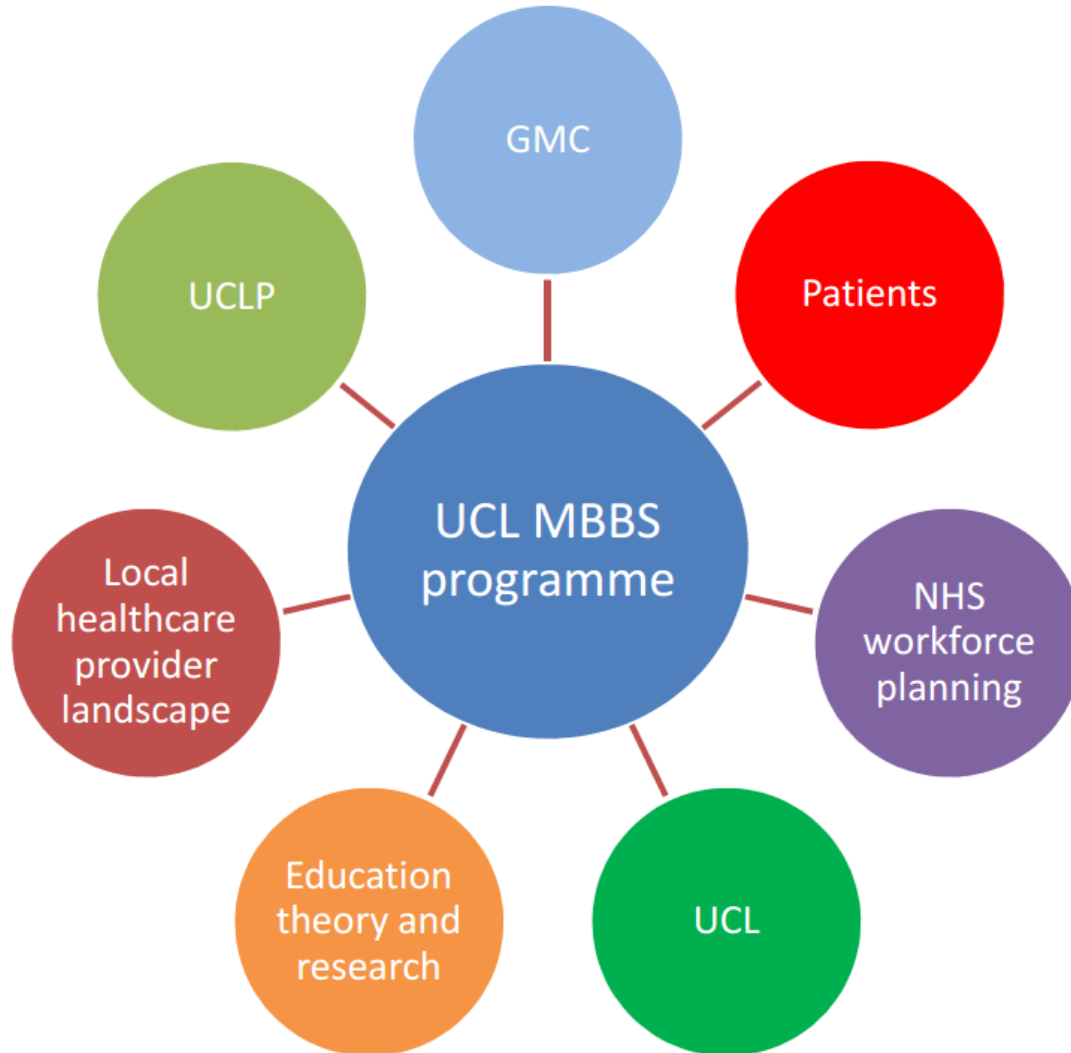 GMC
Patients
UCLP
UCL MBBS
programme
NHS
workforce
planning
Local
healthcare
provider
landscape
Education
theory and
research
UCL